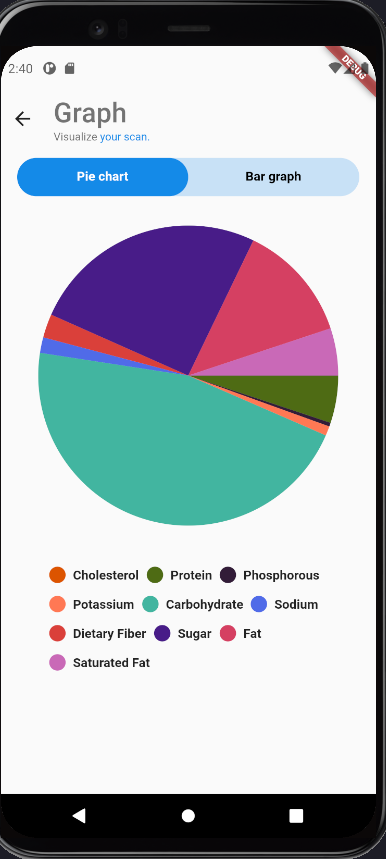 2:40
DEBUG
Graph
Visualize your scan.
Pie chart Bar graph
Cholesterol Protein Phosphorous
Potassium Carbohydrate Sodium
Dietary Fiber Sugar Fat
Saturated Fat